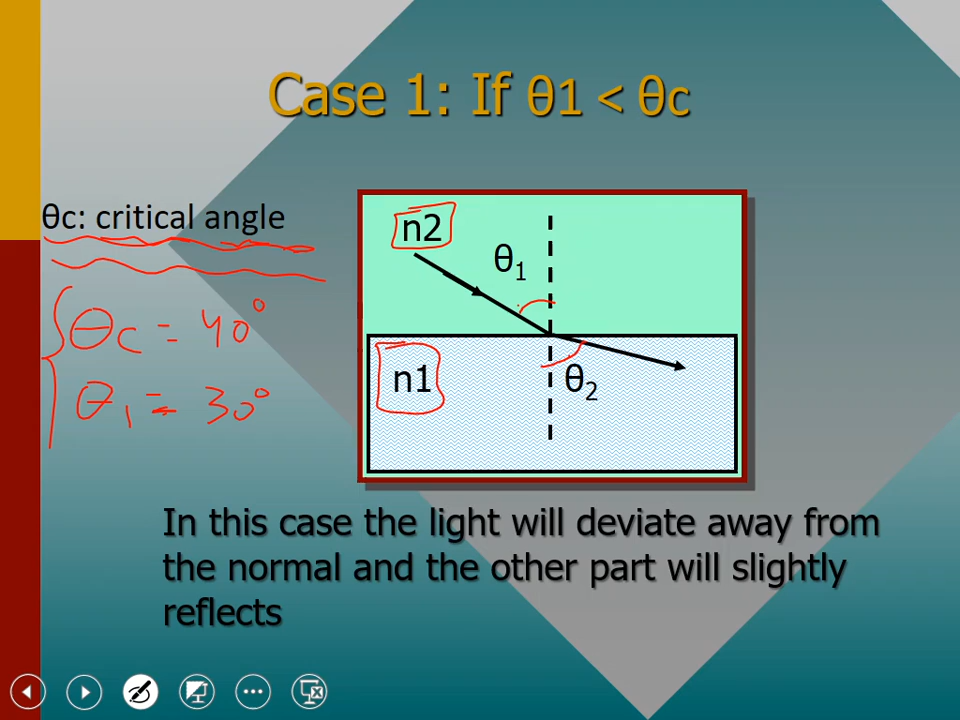 Case 1: If θ1 < θc
θc: critical angle
θc = 40°
θ1 = 30°
n2
θ1
n1
θ2
In this case the light will deviate away from
the normal and the other part will slightly
reflects